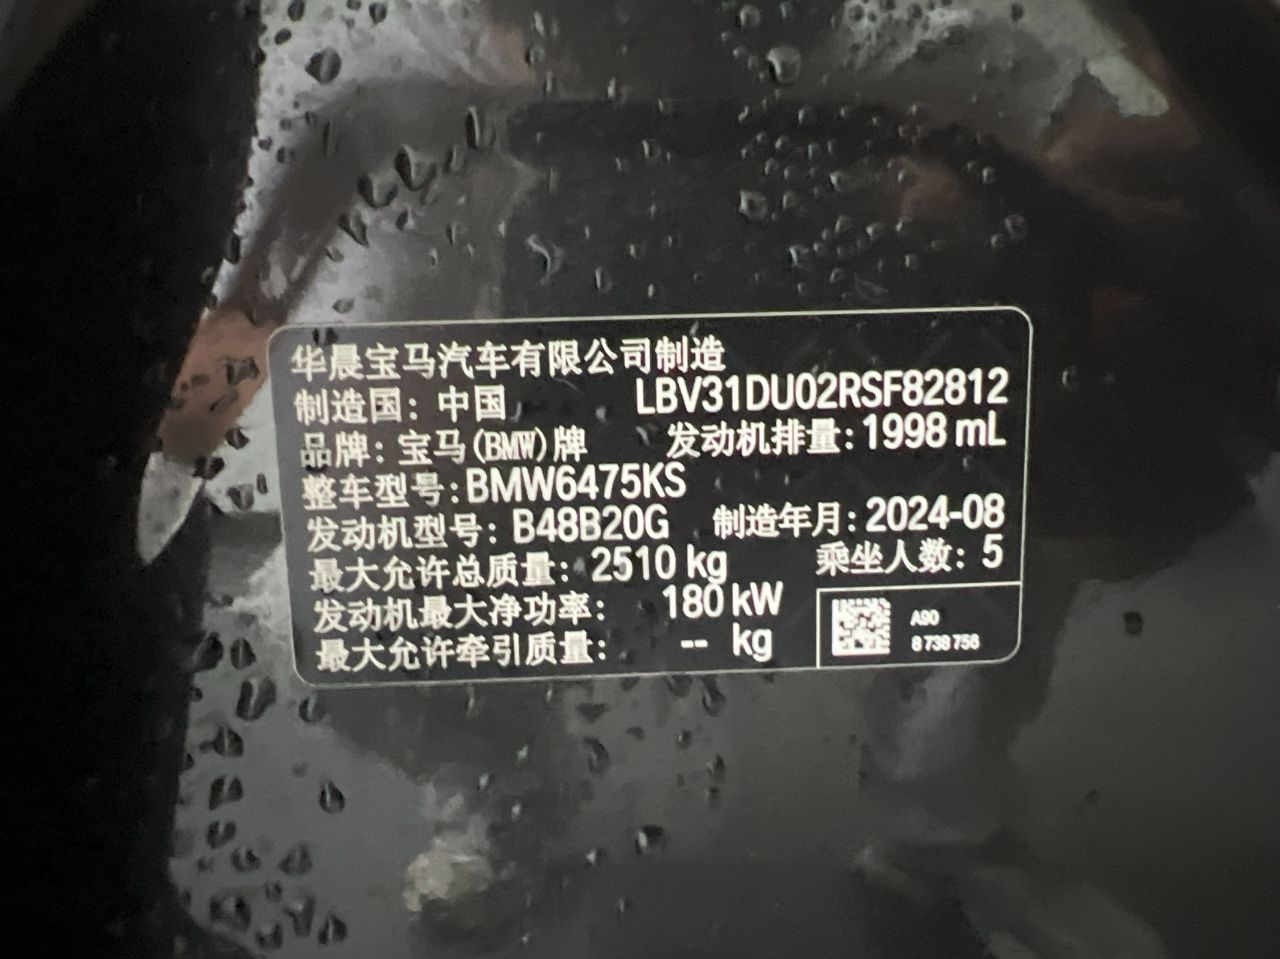 华晨宝马汽车有限公司制造
制造国：中国 LBV31DU02RSF82812
品牌：宝马(BMW)牌 发动机排量：1998 mL
整车型号：BMW6475KS
发动机型号：B48B20G 制造年月：2024-08
最大允许总质量：2510 kg 乘坐人数：5
发动机最大净功率：180 kW
最大允许牵引质量：-- kg
A90
8 738 756